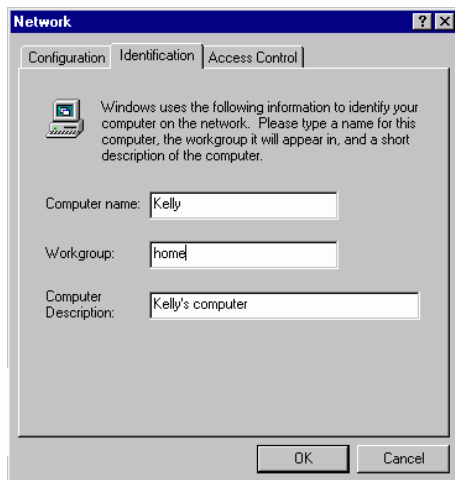 Network
Configuration Identification Access Control
Windows uses the following information to identify your
computer on the network. Please type a name for this
computer, the workgroup it will appear in, and a short
description of the computer.
Computer name: Kelly
Workgroup: home
Computer
Description: Kelly's computer
OK Cancel